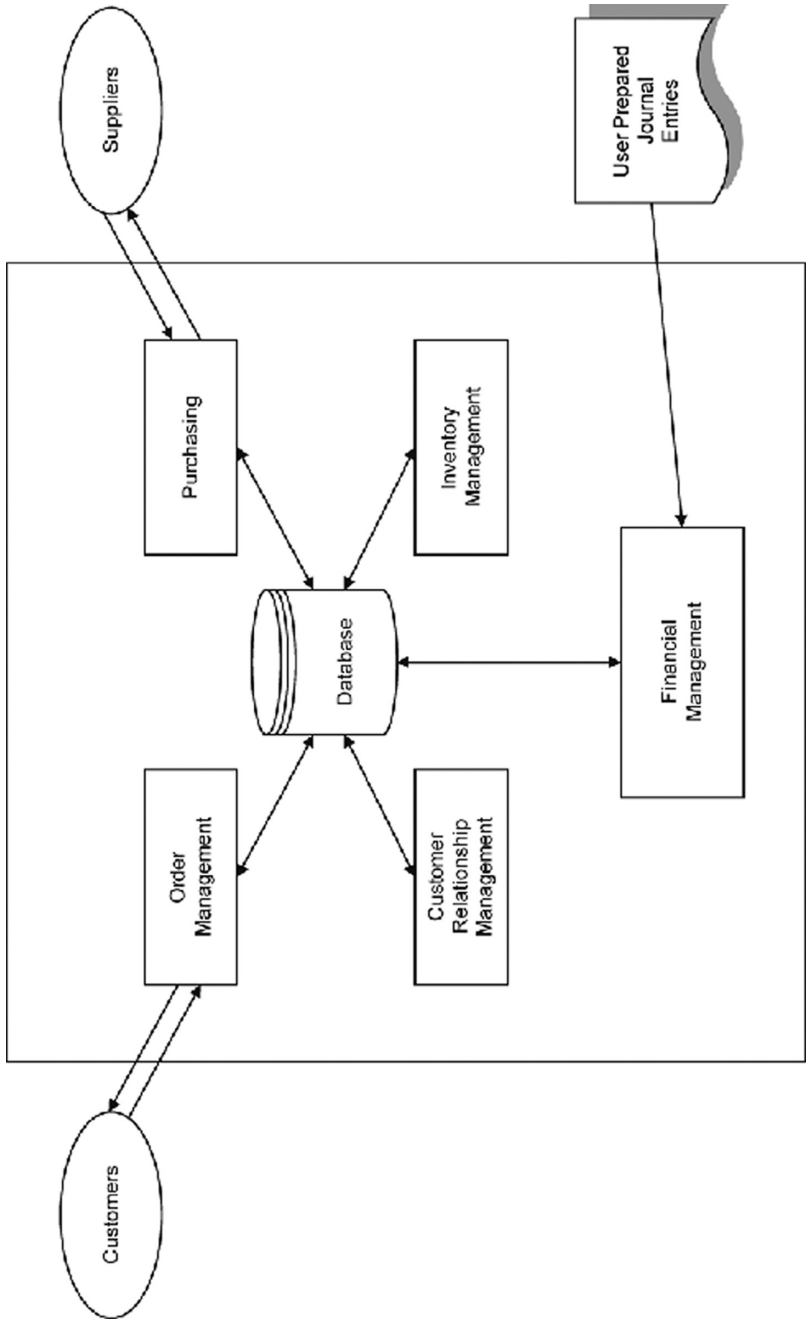 Customers
Suppliers
Order
Management
Purchasing
Database
Customer
Relationship
Management
Inventory
Management
Financial
Management
User Prepared
Journal
Entries